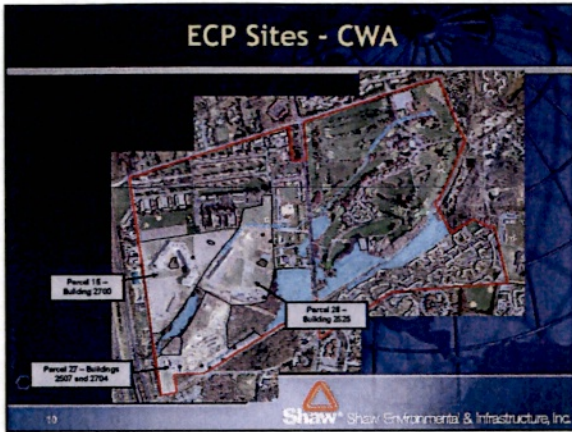 ECP Sites - CWA
Parcel 15 –
Building 2700
Parcel 28 –
Building 2525
Parcel 27 – Buildings
2507 and 2704
10
Shaw® Shaw Environmental & Infrastructure, Inc.